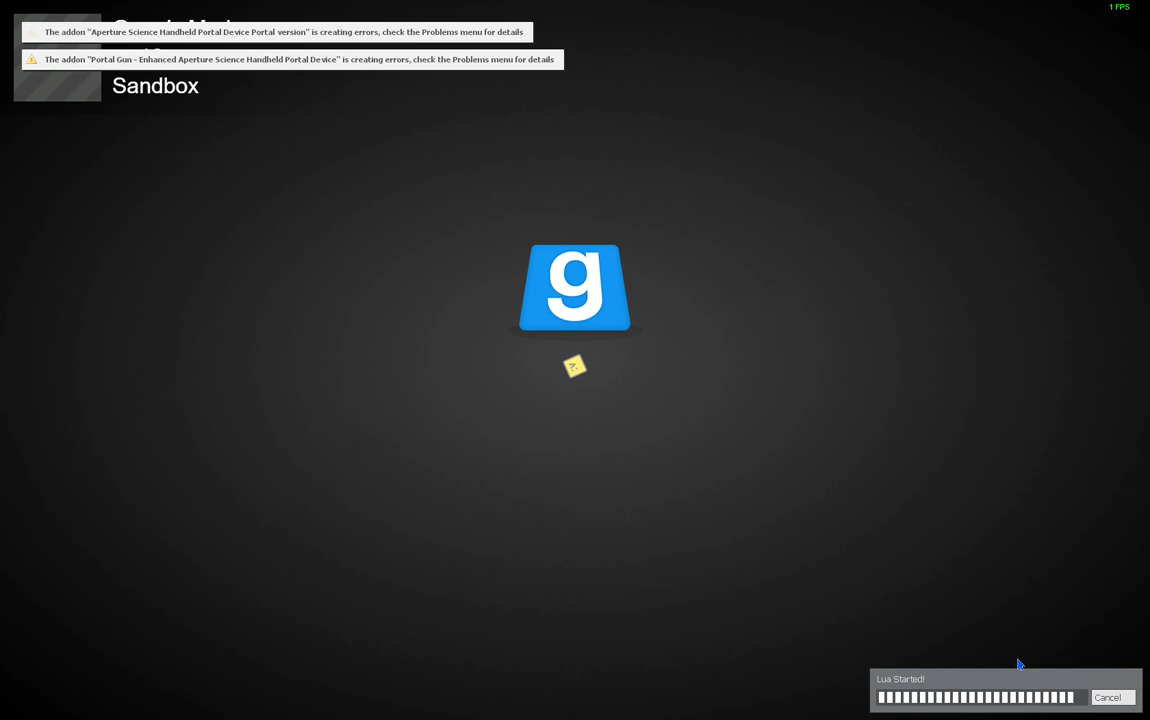 1 FPS
The addon "Aperture Science Handheld Portal Device Portal version" is creating errors, check the Problems menu for details
The addon "Portal Gun - Enhanced Aperture Science Handheld Portal Device" is creating errors, check the Problems menu for details
Sandbox
g
Lua Started!
Cancel